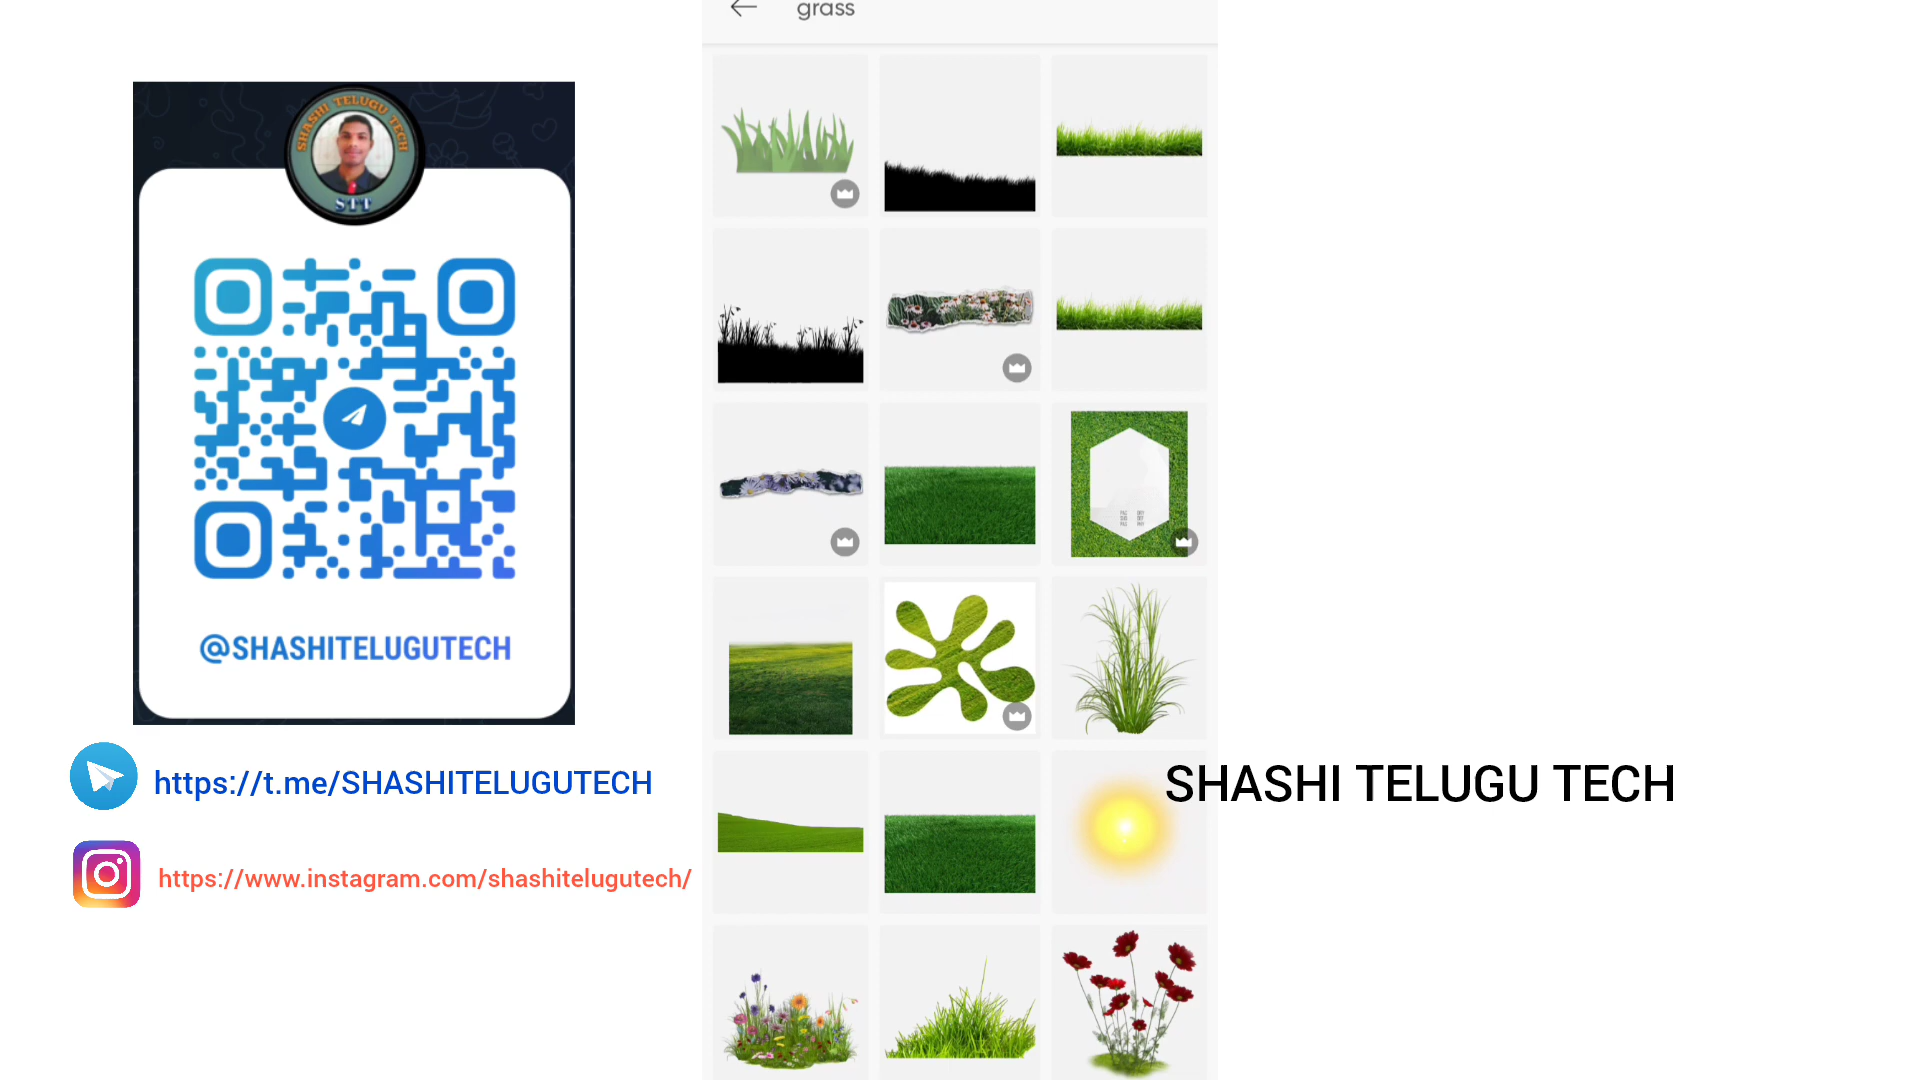 grass
SHASHI TELUGU TECH
STT
@SHASHITELUGUTECH
https://t.me/SHASHITELUGUTECH
https://www.instagram.com/shashitelugutech/
SHASHI TELUGU TECH